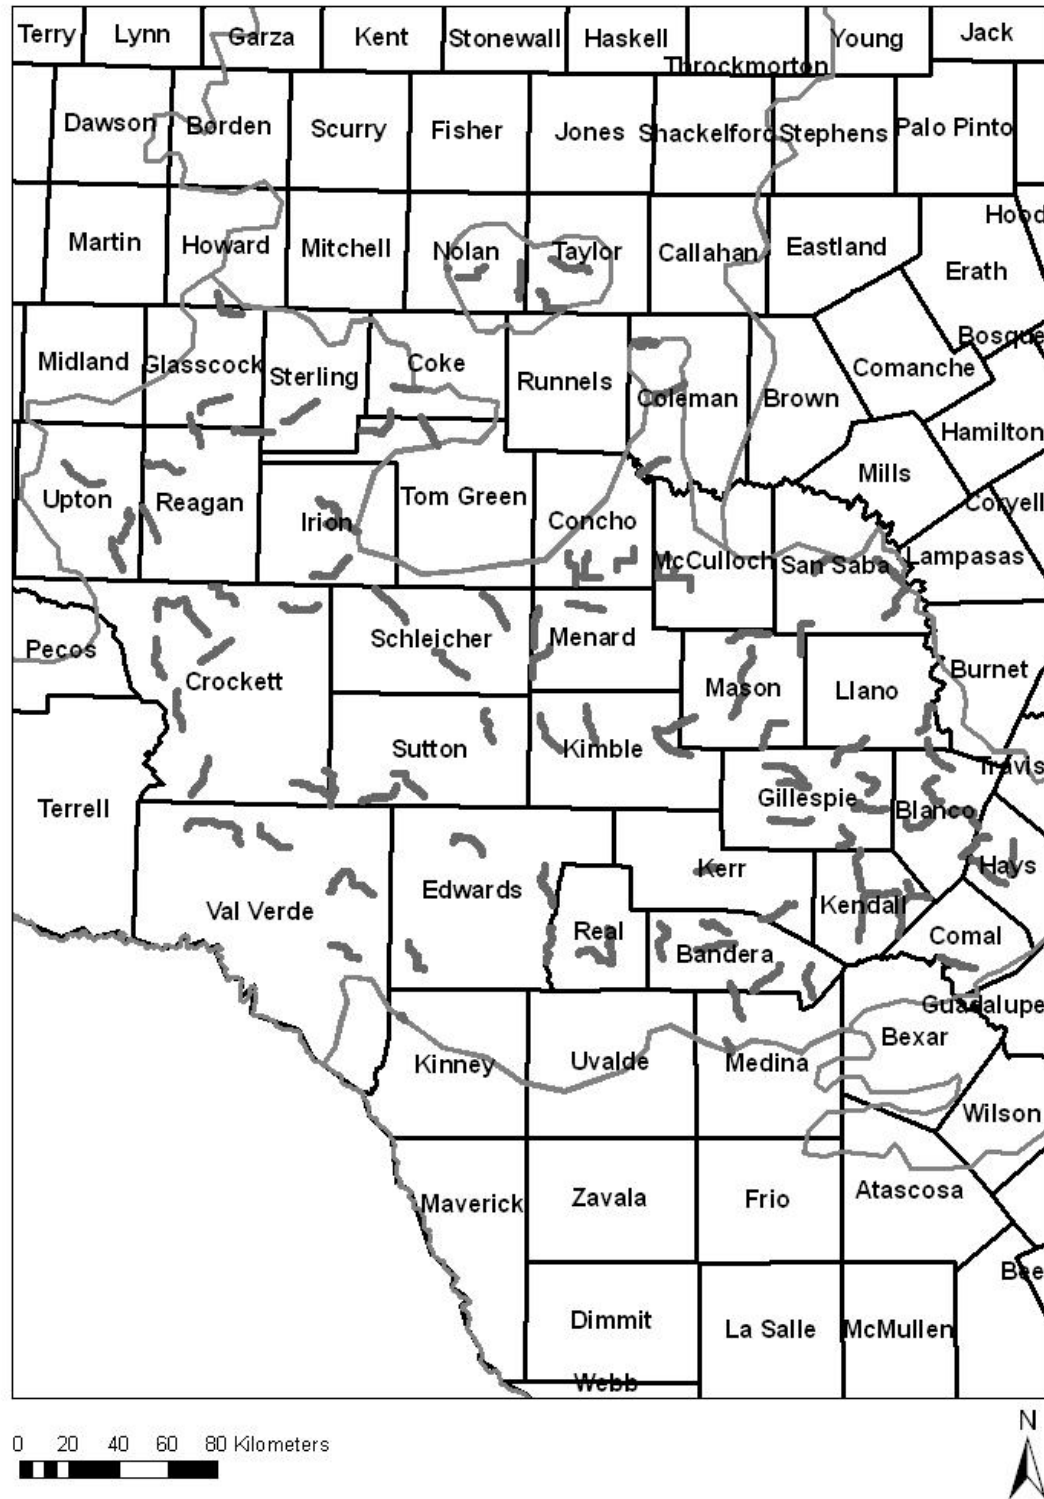 Terry Lynn Garza Kent Stonewall Haskell Young Jack
Throckmorton
Dawson Borden Scurry Fisher Jones Shackelford Stephens Palo Pinto
Hood
Martin Howard Mitchell Nolan Taylor Callahan Eastland
Erath
Bosque
Midland Glasscock Sterling Coke Runnels Coleman Brown Comanche
Hamilton
Mills
Upton Reagan Irion Tom Green Concho Coryell
McCulloch San Saba Lampasas
Pecos Crockett Schleicher Menard Mason Llano Burnet
Sutton Kimble Travis
Terrell Gillespie Blanco
Val Verde Edwards Kerr Hays
Real Bandera Kendall Comal
Guadalupe
Kinney Uvalde Medina Bexar
Wilson
Maverick Zavala Frio Atascosa
Bee
Dimmit La Salle McMullen
Webb
N
0 20 40 60 80 Kilometers